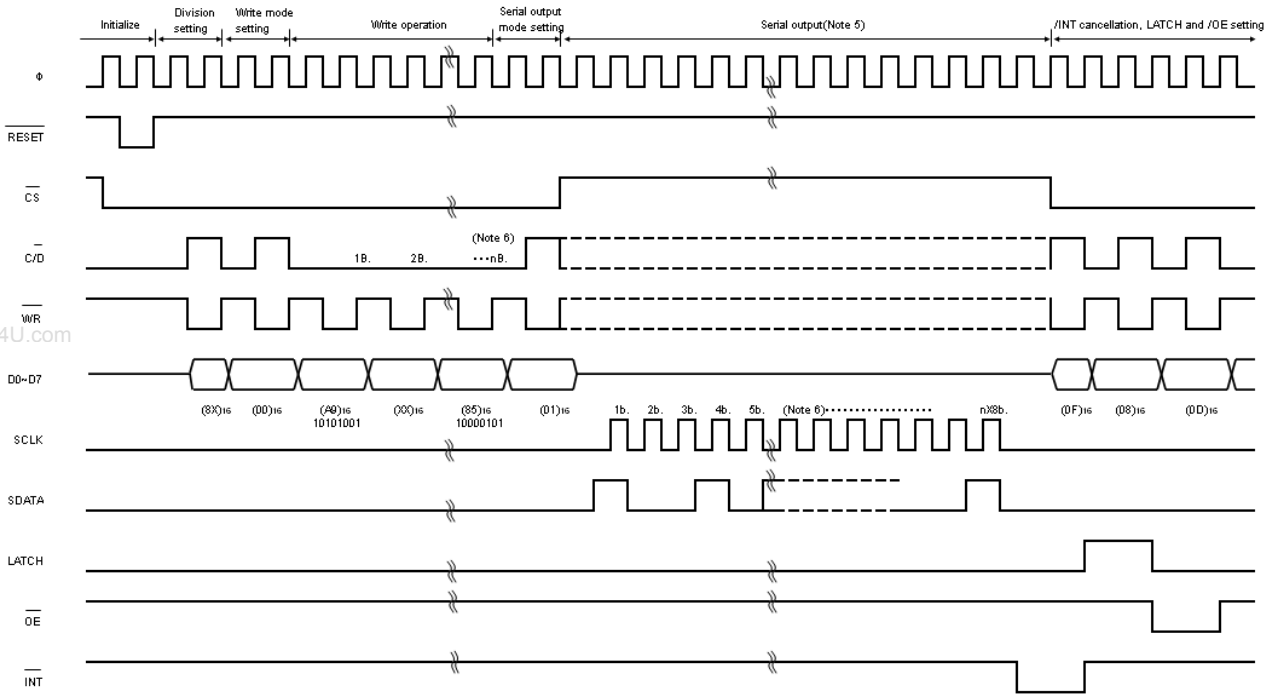 Initialize
Division setting
Write mode setting
Write operation
Serial output mode setting
Serial output(Note 5)
/INT cancellation, LATCH and /OE setting
Φ
RESET
CS
C/D
1B.
2B.
(Note 6)
···nB.
WR
4U.com
D0~D7
(8X)16
(00)16
(A9)16
10101001
(XX)16
(85)16
10000101
(01)16
(0F)16
(08)16
(0D)16
1b.
2b.
3b.
4b.
5b.
(Note 6)
nX8b.
SCLK
SDATA
LATCH
OE
INT